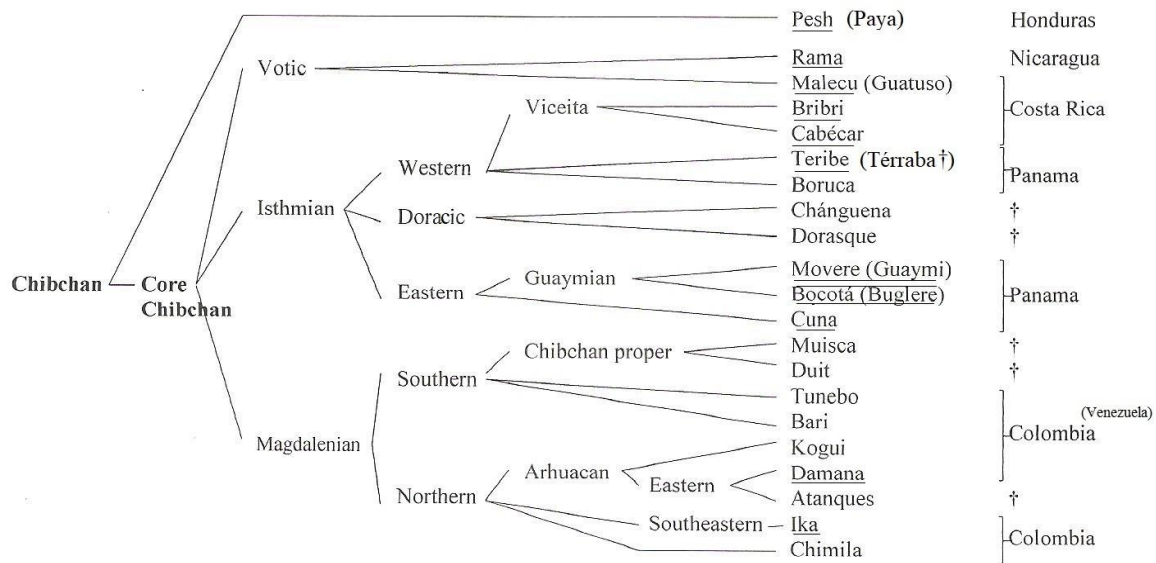 Pesh (Paya) Honduras
Votic Rama Nicaragua
Malecu (Guatuso)
Viceita Bribri Costa Rica
Cabécar
Western Teribe (Térraba†)
Boruca Panama
Isthmian Chánguena †
Doracic
Dorasque †
Chibchan Core Chibchan
Guaymian Movere (Guaymi)
Eastern Bocotá (Buglere) Panama
Cuna
Chibchan proper Muisca †
Duit †
Southern Tunebo
Bari Colombia (Venezuela)
Magdalenian Kogui
Arhuacan Damana
Eastern
Northern Atanques †
Southeastern Ika
Chimila Colombia